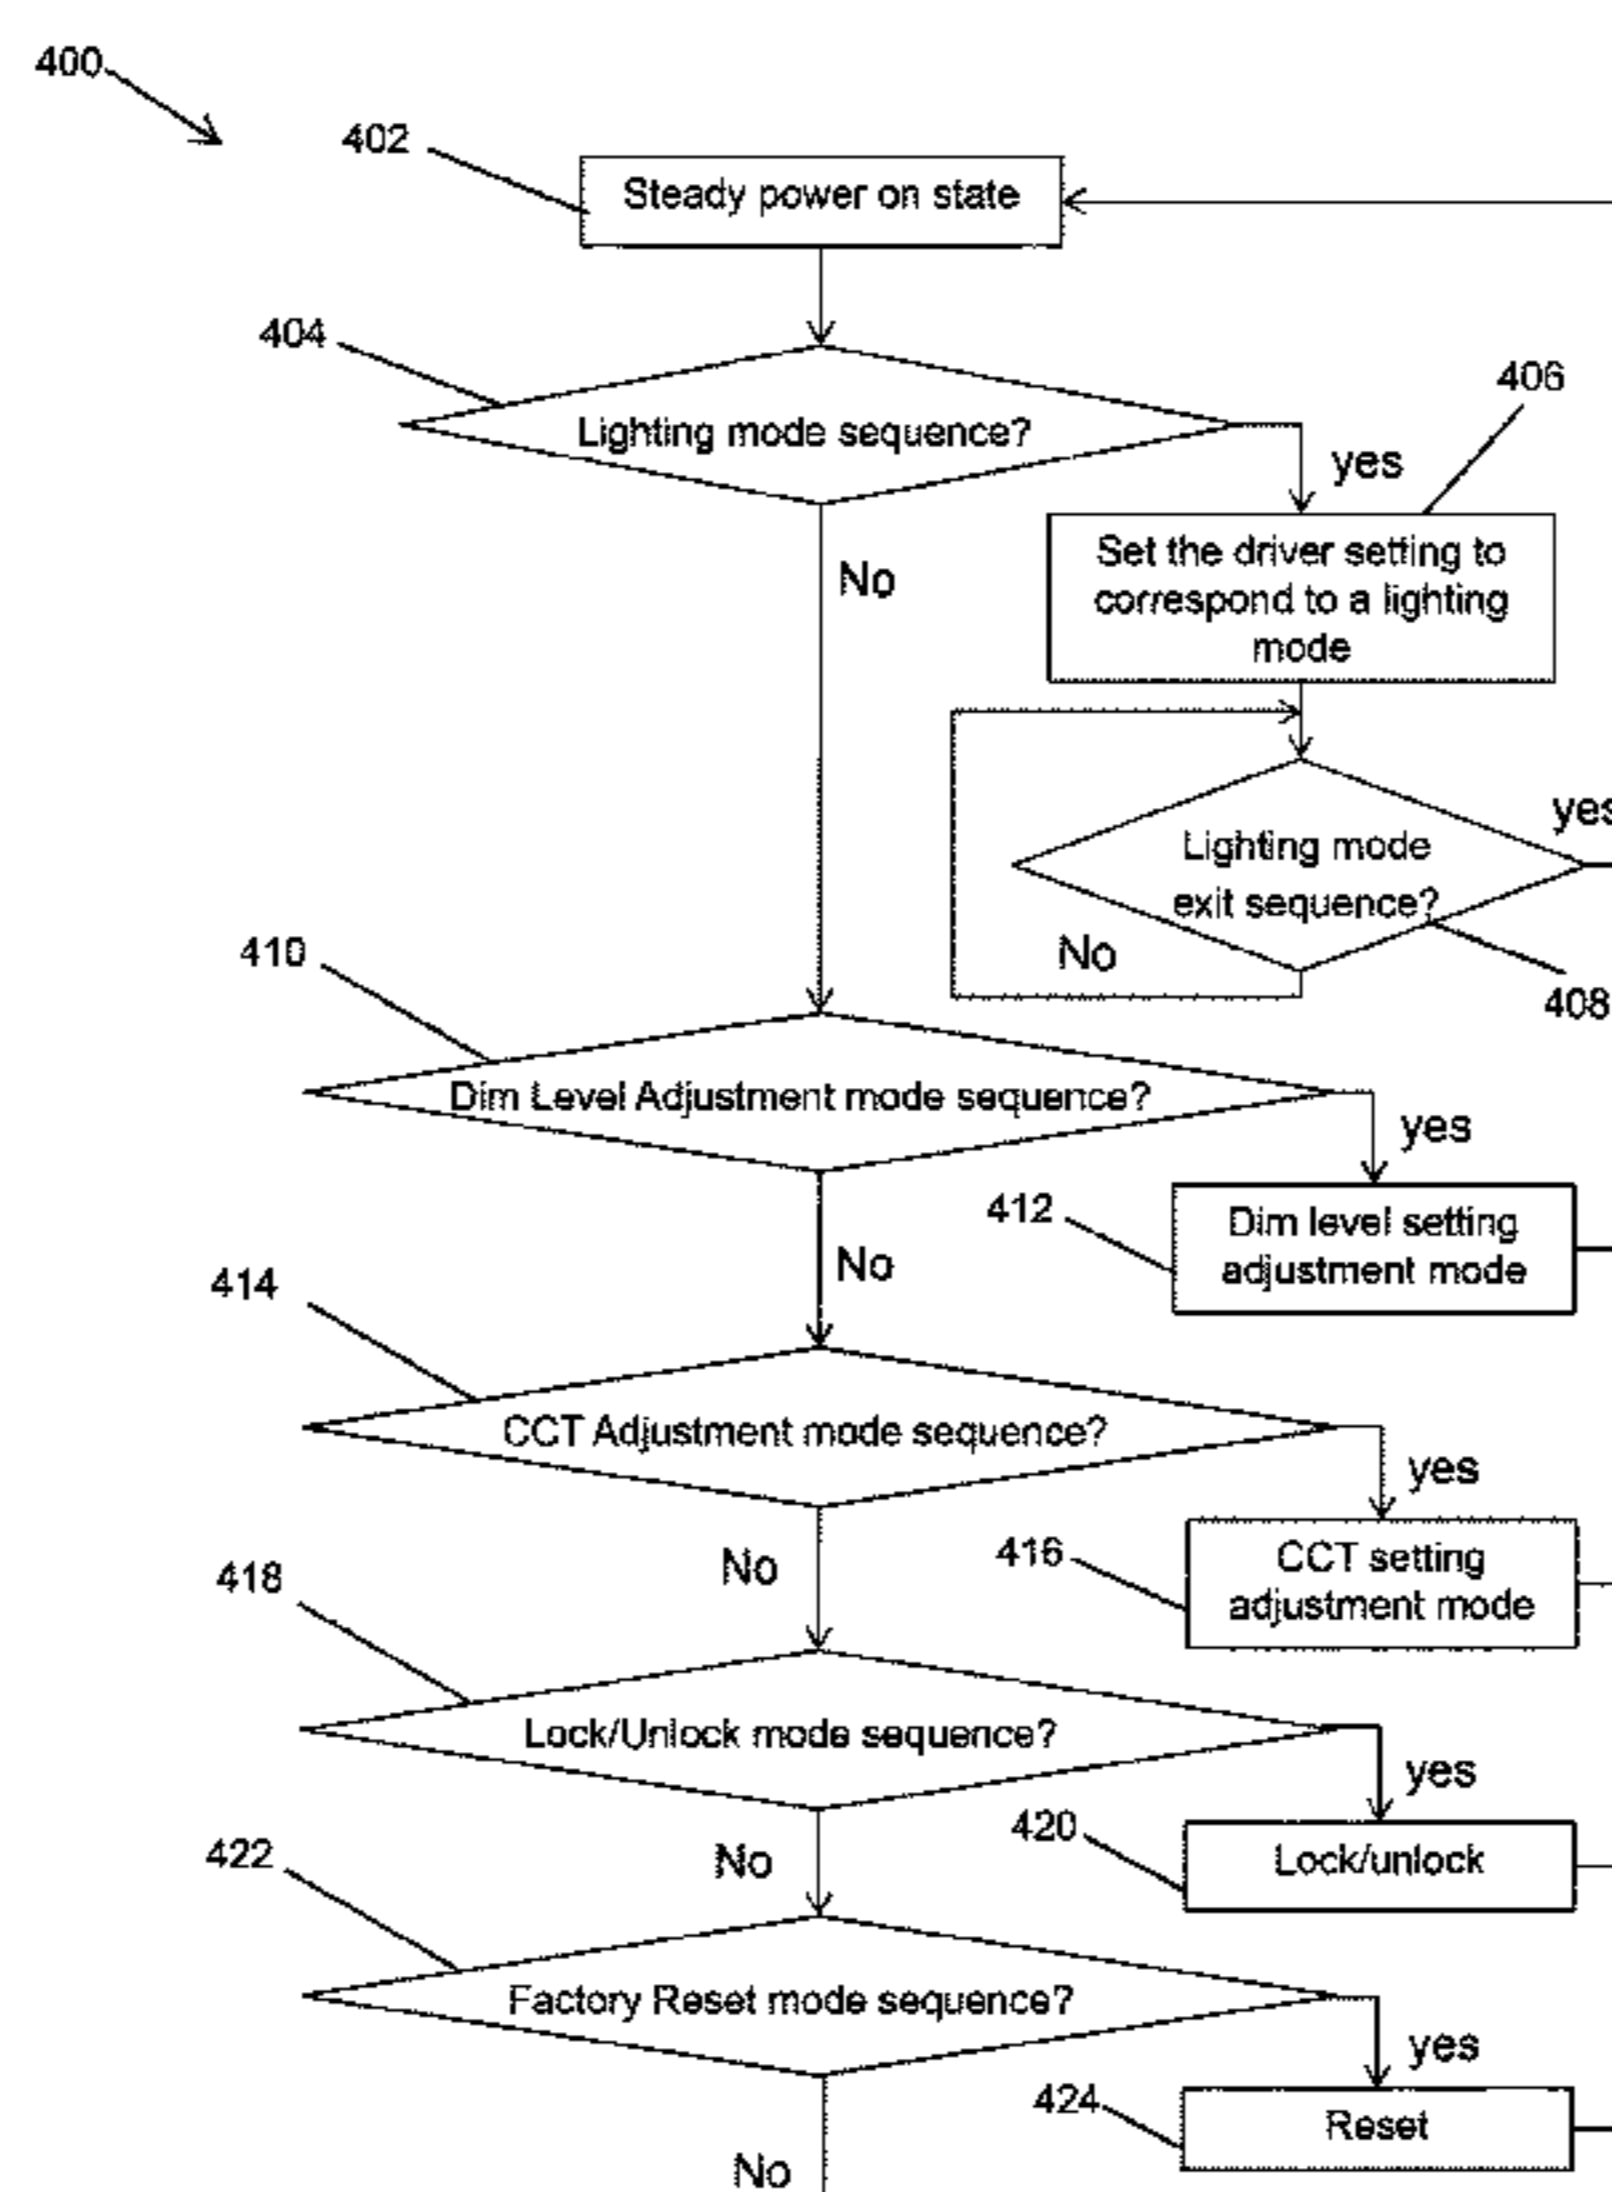 400
402
Steady power on state
404
Lighting mode sequence?
406
yes
No
Set the driver setting to
correspond to a lighting
mode
yes
Lighting mode
exit sequence?
No
408
410
Dim Level Adjustment mode sequence?
yes
412
Dim level setting
adjustment mode
No
414
CCT Adjustment mode sequence?
yes
416
CCT setting
adjustment mode
No
418
Lock/Unlock mode sequence?
yes
420
Lock/unlock
No
422
Factory Reset mode sequence?
yes
424
Reset
No